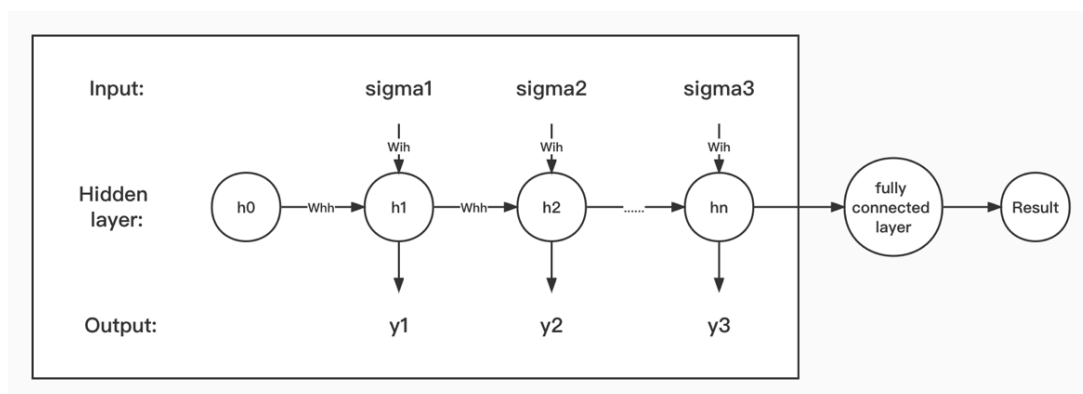 Input:
sigma1
sigma2
sigma3
Wih
Wih
Wih
Hidden
layer:
h0
Whh
h1
Whh
h2
......
hn
fully
connected
layer
Result
Output:
y1
y2
y3